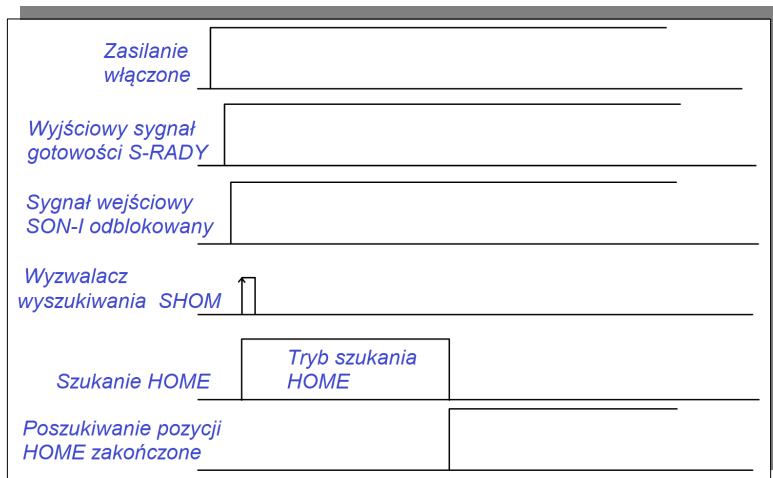 Zasilanie
włączone
Wyjściowy sygnał
gotowości S-RADY
Sygnał wejściowy
SON-I odblokowany
Wyzwalacz
wyszukiwania SHOM
Tryb szukania
Szukanie HOME
HOME
Poszukiwanie pozycji
HOME zakończone